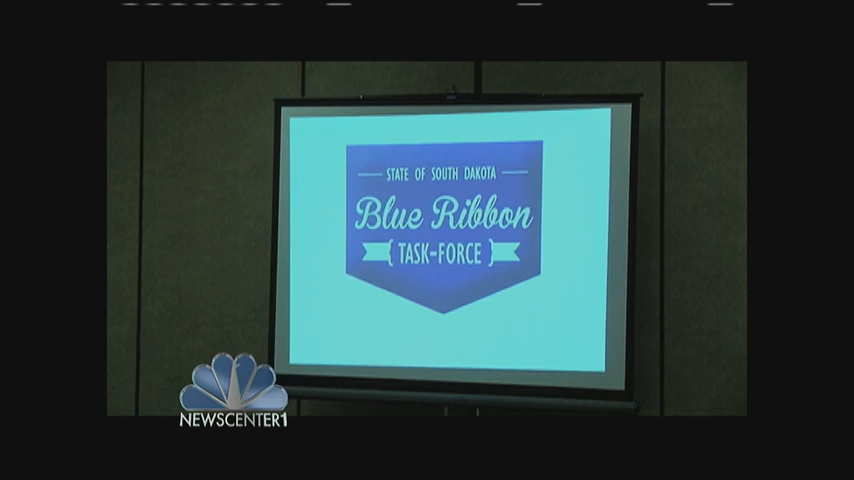 STATE OF SOUTH DAKOTA
Blue Ribbon
{TASK-FORCE}
NEWSCENTER1